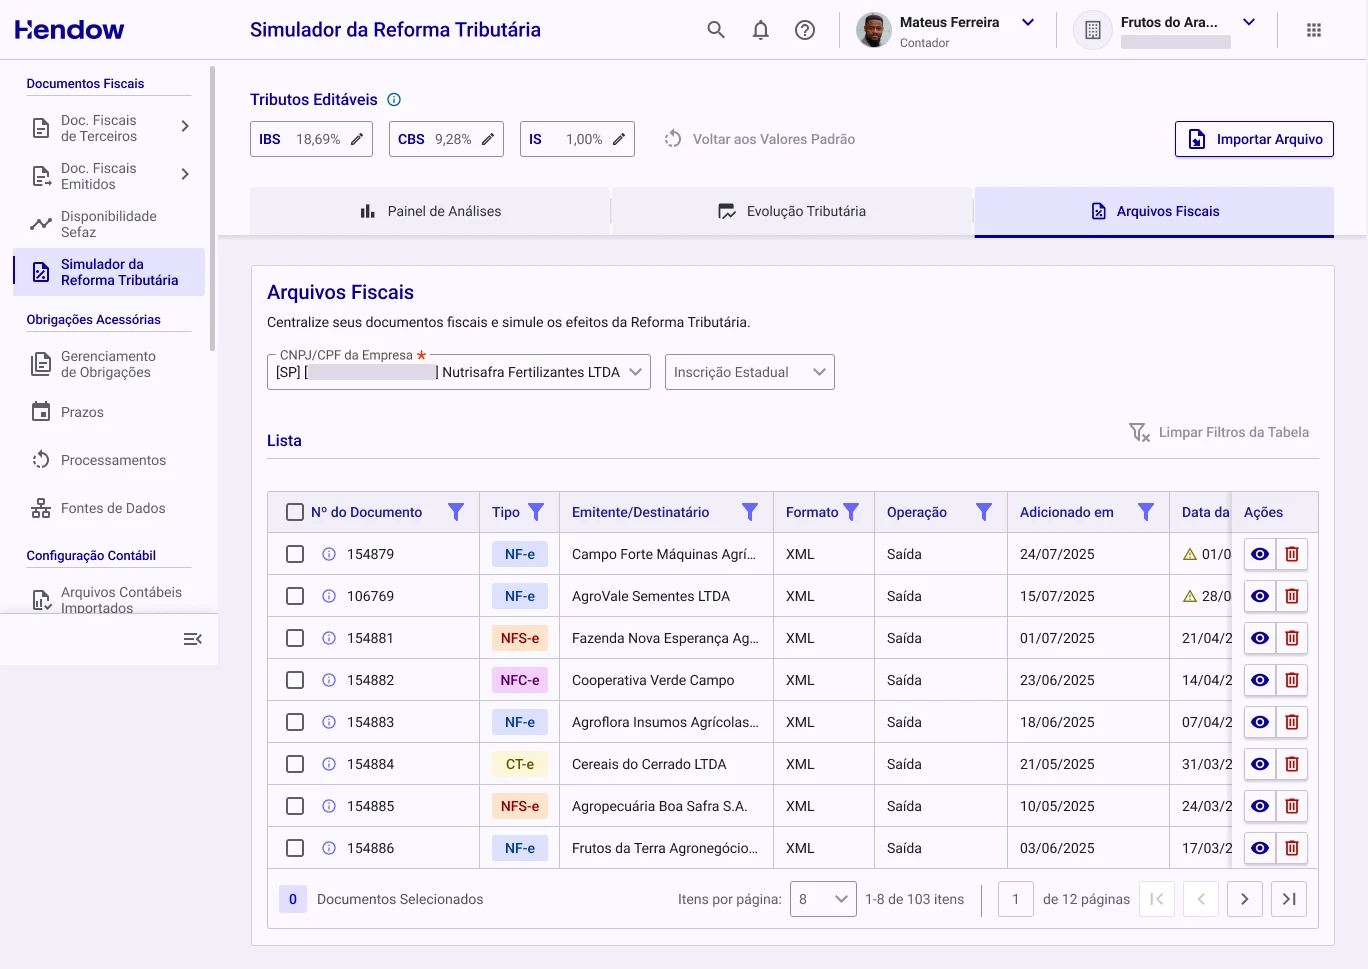 Hendow
Simulador da Reforma Tributária
Mateus Ferreira
Contador
Frutos do Ara...
Documentos Fiscais
Doc. Fiscais
de Terceiros
Doc. Fiscais
Emitidos
Disponibilidade
Sefaz
Simulador da
Reforma Tributária
Obrigações Acessórias
Gerenciamento
de Obrigações
Prazos
Processamentos
Fontes de Dados
Configuração Contábil
Arquivos Contábeis
Importados
Tributos Editáveis
IBS 18,69% CBS 9,28% IS 1,00% Voltar aos Valores Padrão Importar Arquivo
Painel de Análises Evolução Tributária Arquivos Fiscais
Arquivos Fiscais
Centralize seus documentos fiscais e simule os efeitos da Reforma Tributária.
CNPJ/CPF da Empresa *
[SP] [ ] Nutrisafra Fertilizantes LTDA Inscrição Estadual
Lista Limpar Filtros da Tabela
Nº do Documento Tipo Emitente/Destinatário Formato Operação Adicionado em Data da Ações
154879 NF-e Campo Forte Máquinas Agrí... XML Saída 24/07/2025 01/0
106769 NF-e AgroVale Sementes LTDA XML Saída 15/07/2025 28/0
154881 NFS-e Fazenda Nova Esperança Ag... XML Saída 01/07/2025 21/04/2
154882 NFC-e Cooperativa Verde Campo XML Saída 23/06/2025 14/04/2
154883 NF-e Agroflora Insumos Agrícolas... XML Saída 18/06/2025 07/04/2
154884 CT-e Cereais do Cerrado LTDA XML Saída 21/05/2025 31/03/2
154885 NFS-e Agropecuária Boa Safra S.A. XML Saída 10/05/2025 24/03/2
154886 NF-e Frutos da Terra Agronegócio... XML Saída 03/06/2025 17/03/2
0 Documentos Selecionados Itens por página: 8 1-8 de 103 itens 1 de 12 páginas